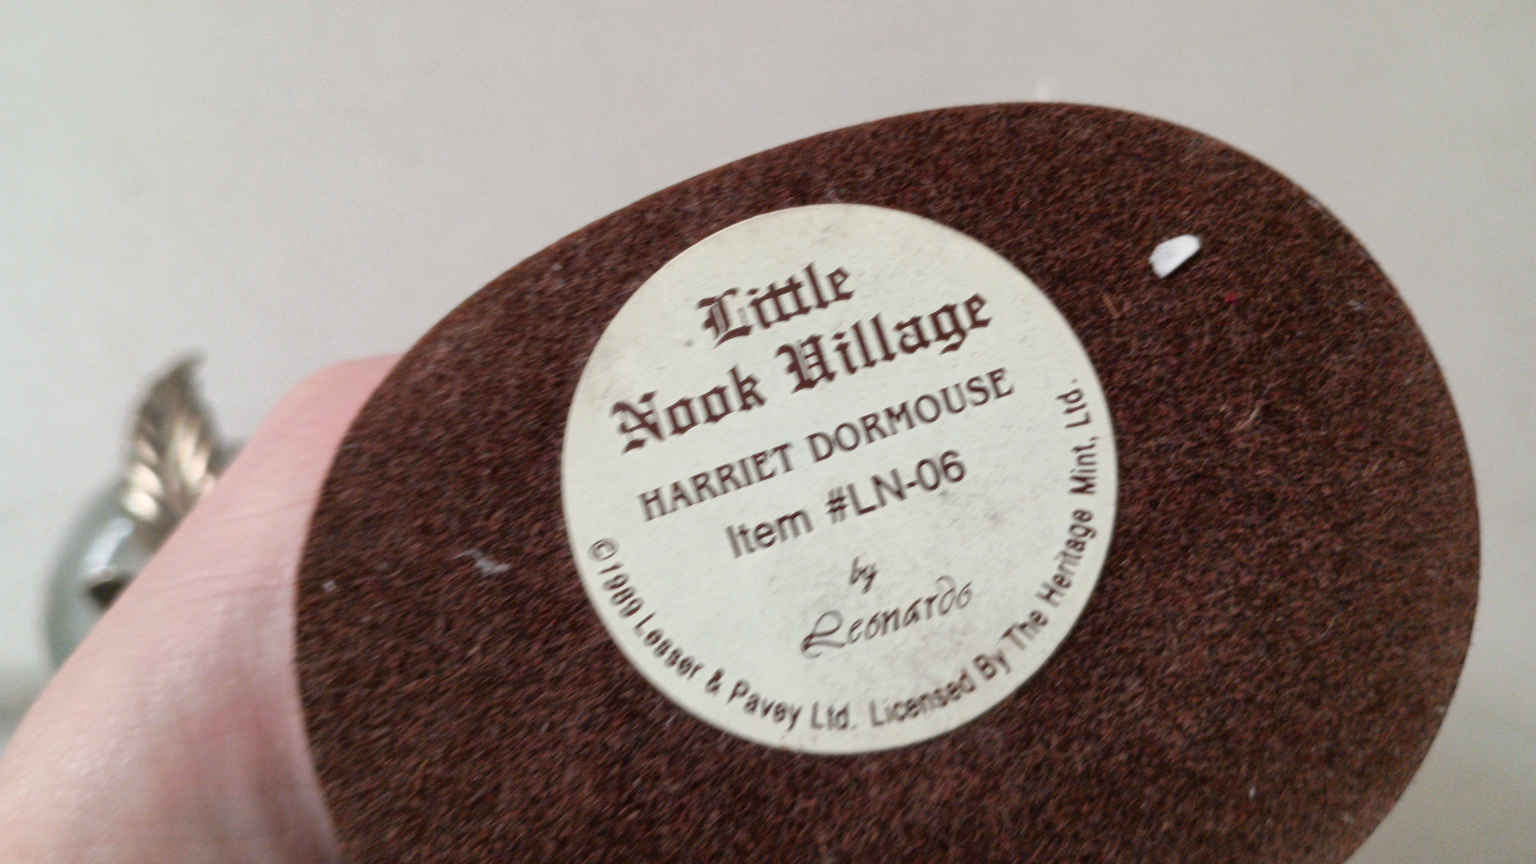 Little
Nook Village
HARRIET DORMOUSE
Item #LN-06
by
Leonardo
©1989 Lesser & Pavey Ltd. Licensed By The Heritage Mint, Ltd.